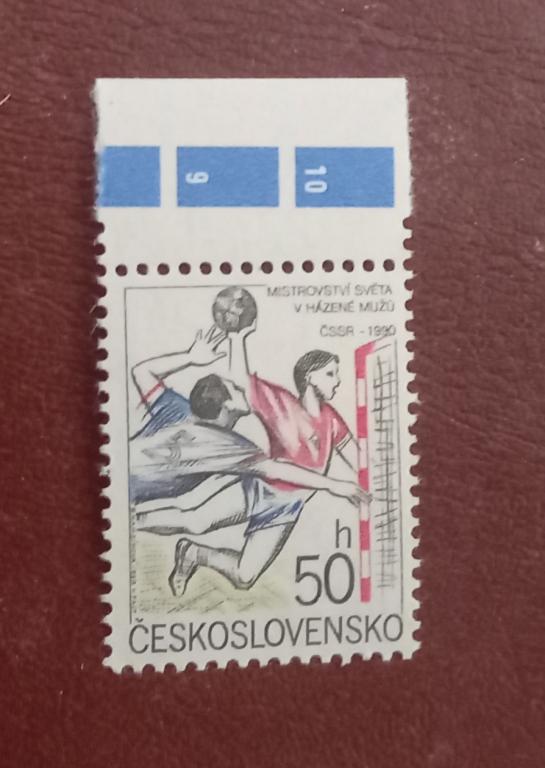 9
10
MISTROVSTVÍ SVĚTA
V HÁZENÉ MUŽŮ
ČSSR - 1990
h
50
ČESKOSLOVENSKO